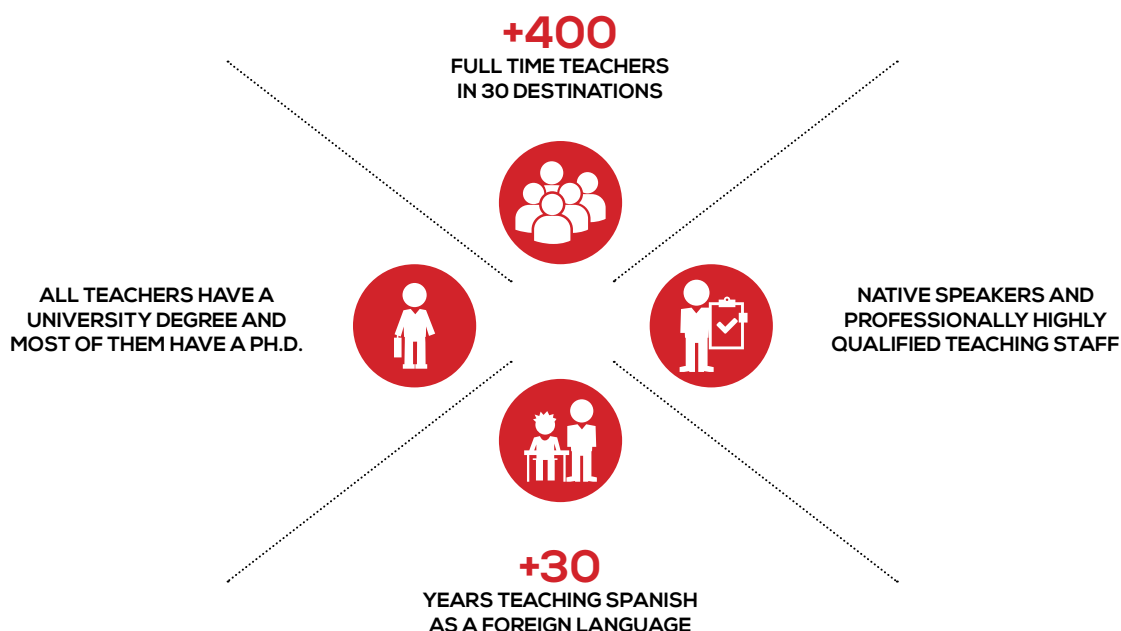 +400
FULL TIME TEACHERS
IN 30 DESTINATIONS
ALL TEACHERS HAVE A
UNIVERSITY DEGREE AND
MOST OF THEM HAVE A PH.D.
NATIVE SPEAKERS AND
PROFESSIONALLY HIGHLY
QUALIFIED TEACHING STAFF
+30
YEARS TEACHING SPANISH
AS A FOREIGN LANGUAGE